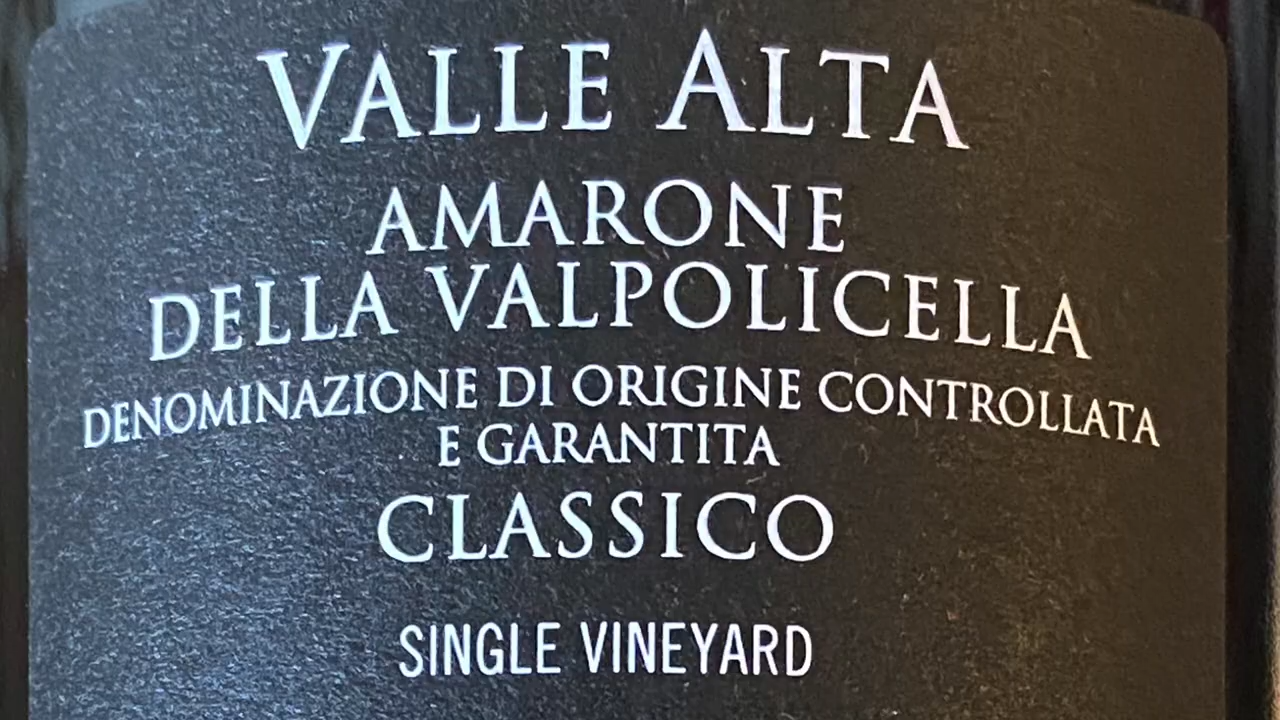 VALLE ALTA
AMARONE
DELLA VALPOLICELLA
DENOMINAZIONE DI ORIGINE CONTROLLATA
E GARANTITA
CLASSICO
SINGLE VINEYARD